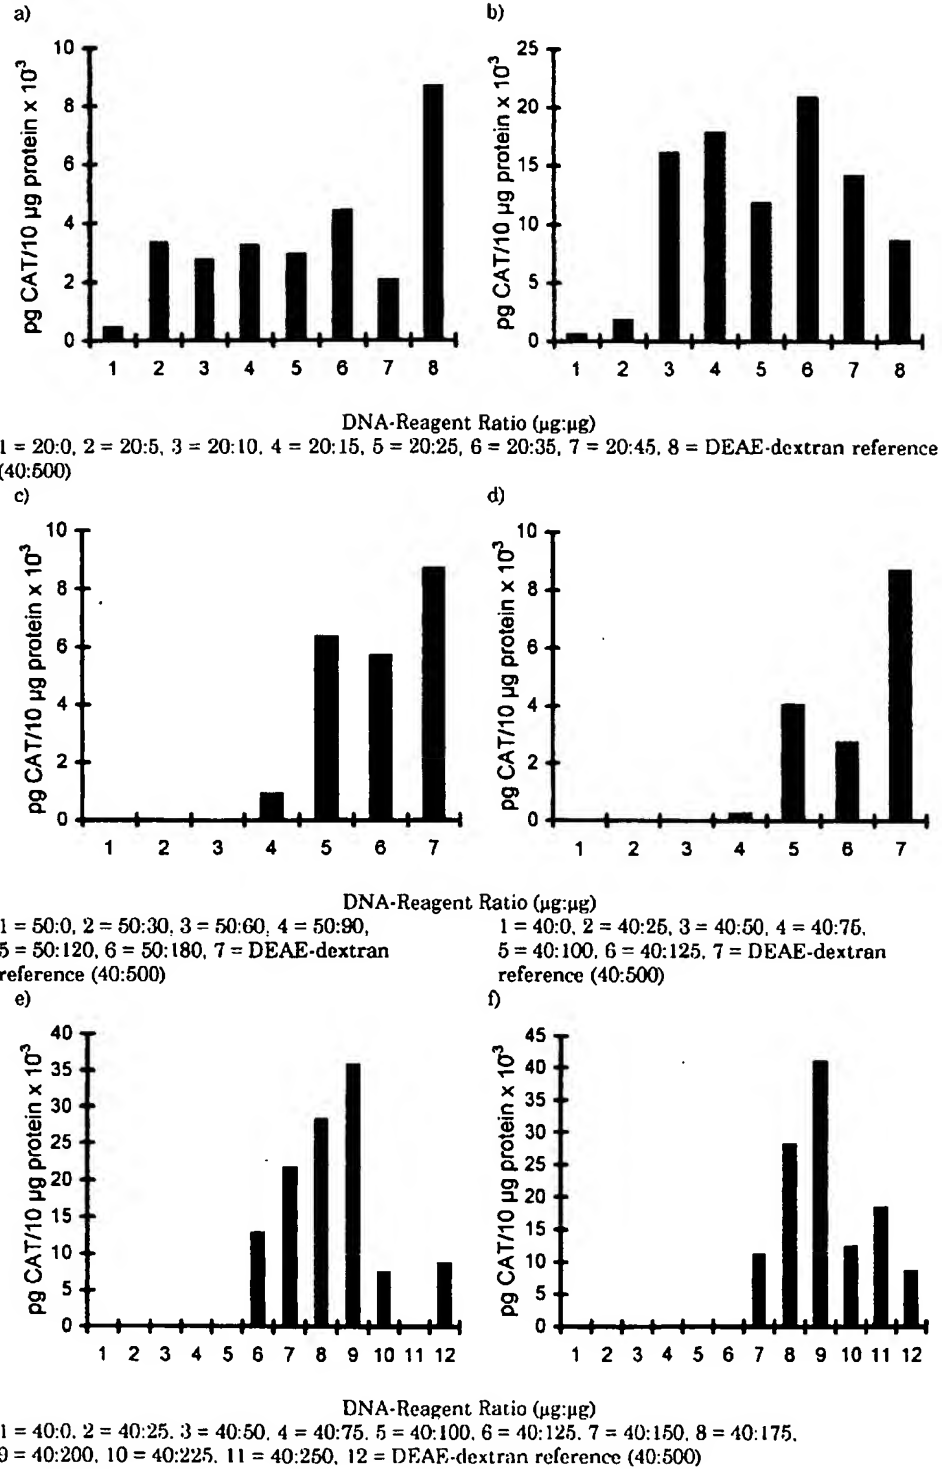 a)
b)
pg CAT/10 µg protein x 10⁻³
10
8
6
4
2
0
1 2 3 4 5 6 7 8
pg CAT/10 µg protein x 10⁻³
25
20
15
10
5
0
1 2 3 4 5 6 7 8
DNA-Reagent Ratio (µg:µg)
1 = 20:0, 2 = 20:5, 3 = 20:10, 4 = 20:15, 5 = 20:25, 6 = 20:35, 7 = 20:45, 8 = DEAE-dextran reference
(40:500)
c)
d)
pg CAT/10 µg protein x 10⁻³
10
8
6
4
2
0
1 2 3 4 5 6 7
pg CAT/10 µg protein x 10⁻³
10
8
6
4
2
0
1 2 3 4 5 6 7
DNA-Reagent Ratio (µg:µg)
1 = 50:0, 2 = 50:30, 3 = 50:60, 4 = 50:90,
5 = 50:120, 6 = 50:180, 7 = DEAE-dextran
reference (40:500)
1 = 40:0, 2 = 40:25, 3 = 40:50, 4 = 40:75,
5 = 40:100, 6 = 40:125, 7 = DEAE-dextran
reference (40:500)
e)
f)
pg CAT/10 µg protein x 10⁻³
40
35
30
25
20
15
10
5
0
1 2 3 4 5 6 7 8 9 10 11 12
pg CAT/10 µg protein x 10⁻³
45
40
35
30
25
20
15
10
5
0
1 2 3 4 5 6 7 8 9 10 11 12
DNA-Reagent Ratio (µg:µg)
1 = 40:0, 2 = 40:25, 3 = 40:50, 4 = 40:75, 5 = 40:100, 6 = 40:125, 7 = 40:150, 8 = 40:175,
9 = 40:200, 10 = 40:225, 11 = 40:250, 12 = DEAE-dextran reference (40:500)